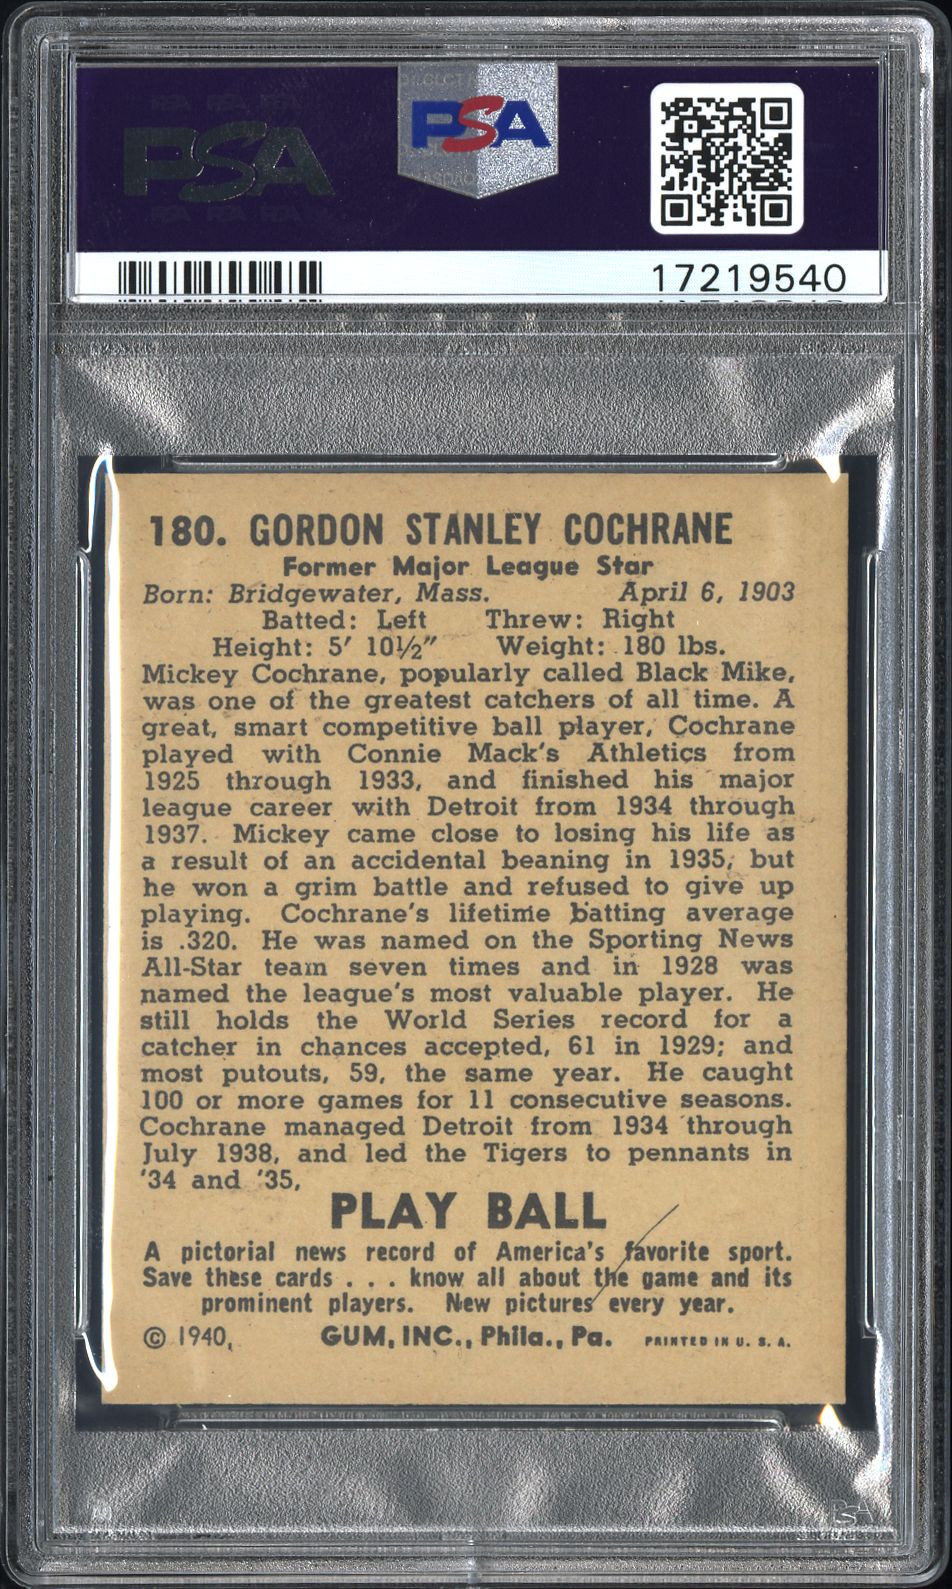 PSA
PSA
17219540
180. GORDON STANLEY COCHRANE
Former Major League Star
Born: Bridgewater, Mass. April 6, 1903
Batted: Left Threw: Right
Height: 5′ 10½″ Weight: 180 lbs.
Mickey Cochrane, popularly called Black Mike,
was one of the greatest catchers of all time. A
great, smart competitive ball player, Cochrane
played with Connie Mack's Athletics from
1925 through 1933, and finished his major
league career with Detroit from 1934 through
1937. Mickey came close to losing his life as
a result of an accidental beaning in 1935, but
he won a grim battle and refused to give up
playing. Cochrane's lifetime batting average
is .320. He was named on the Sporting News
All-Star team seven times and in 1928 was
named the league's most valuable player. He
still holds the World Series record for a
catcher in chances accepted, 61 in 1929; and
most putouts, 59, the same year. He caught
100 or more games for 11 consecutive seasons.
Cochrane managed Detroit from 1934 through
July 1938, and led the Tigers to pennants in
'34 and '35,
PLAY BALL
A pictorial news record of America's favorite sport.
Save these cards . . . know all about the game and its
prominent players. New pictures every year.
© 1940, GUM, INC., Phila., Pa. PRINTED IN U. S. A.
PSA